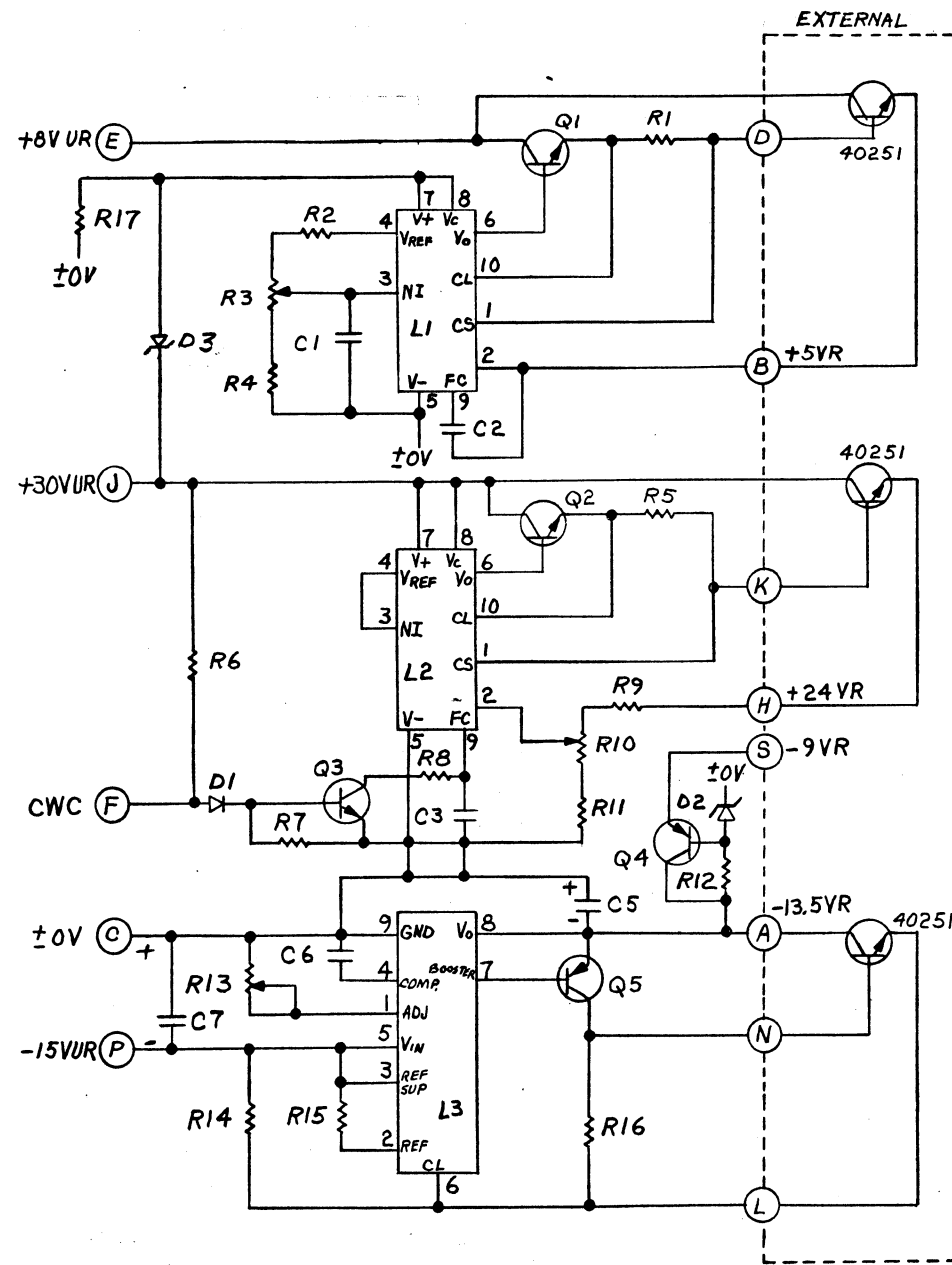 EXTERNAL
+8V UR E
Q1
R1
D
40251
R17
±0V
7 8
R2
4 V+ VC 6
VREF VO
10
CL
3
NI
R3
L1
1
CS
C1
D3
2
B +5VR
R4
V- FC
5 9
C2
±0V
+30VUR J
40251
Q2
R5
7 8
4 V+ VC 6
VREF VO
10
CL
3
NI
K
R6
1
CS
L2
2
R9
H +24VR
V- FC
5 9
R10
S -9VR
±0V
R8
Q3
D1
D2
CWC F
C3
R11
R7
Q4
R12
+
C5
-
-13.5VR
A
40251
±0V C
+
9 GND VO 8
C6
BOOSTER 7
4 COMP.
Q5
R13
1 ADJ
C7
5 VIN
N
-15VUR P
-
3 REF
SUP
L3
R14
R15
R16
2 REF
CL
6
L